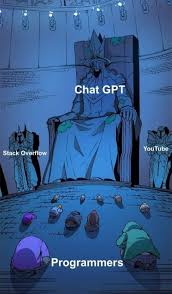 Chat GPT
Stack Overflow
YouTube
Programmers